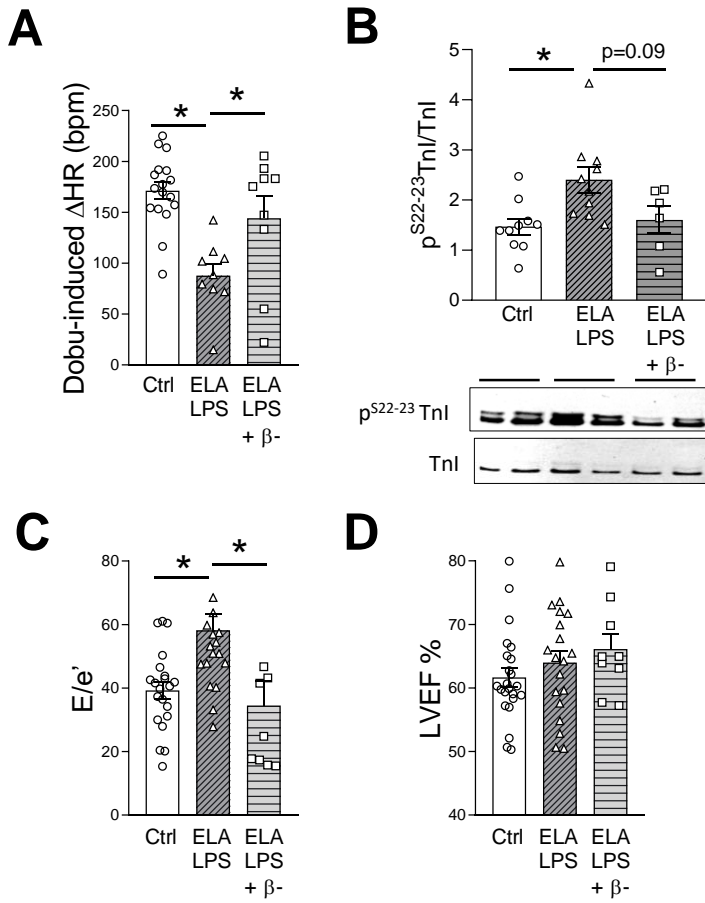 A
Dobu-induced ΔHR (bpm)
250
200
150
100
50
0
* *
Ctrl ELA ELA
LPS LPS
+ β-
B
pS22-23TnI/TnI
5
4
3
2
1
0
* p=0.09
Ctrl ELA ELA
LPS LPS
+ β-
pS22-23 TnI
TnI
C
E/e'
80
60
40
20
0
* *
Ctrl ELA ELA
LPS LPS
+ β-
D
LVEF %
80
70
60
50
40
Ctrl ELA ELA
LPS LPS
+ β-